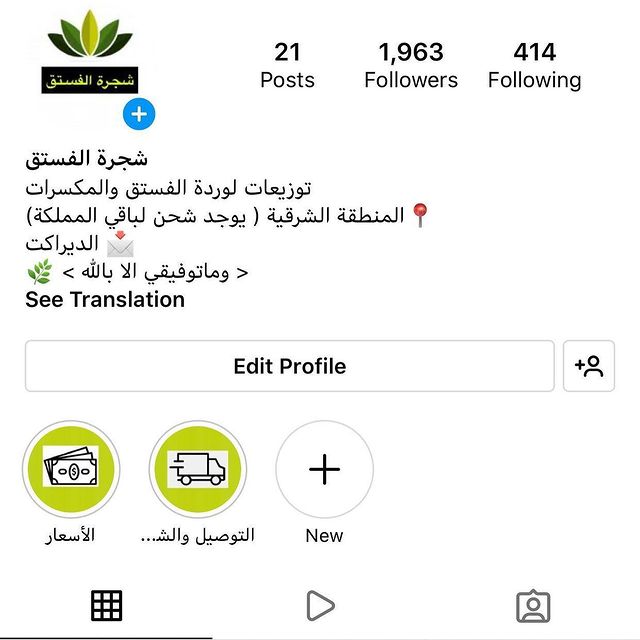 شجرة الفستق
21 1,963 414
Posts Followers Following
شجرة الفستق
توزيعات لوردة الفستق والمكسرات
📍 المنطقة الشرقية ( يوجد شحن لباقي المملكة)
📩 الديراكت
< وماتوفيقي الا بالله > 🌿
See Translation
Edit Profile
الأسعار
التوصيل والشـ...
New